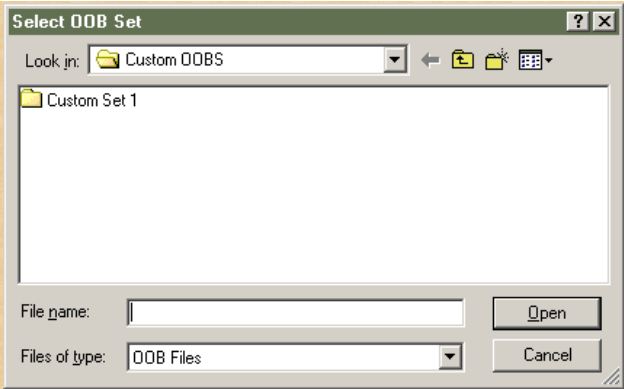 Select OOB Set
Look in: Custom OOBS
Custom Set 1
File name: Open
Files of type: OOB Files Cancel